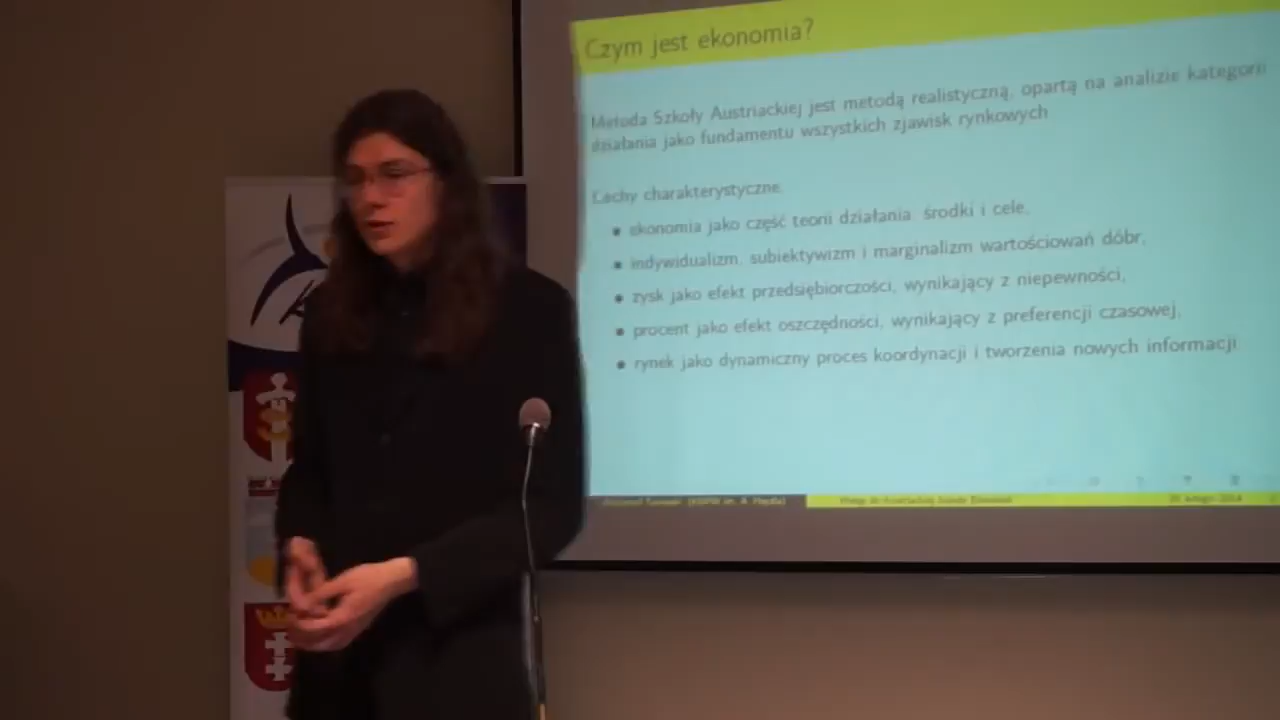 Czym jest ekonomia?
Metoda Szkoły Austriackiej jest metodą realistyczną, opartą na analizie kategorii
działania jako fundamentu wszystkich zjawisk rynkowych
Cechy charakterystyczne
ekonomia jako część teorii działania: środki i cele,
indywidualizm, subiektywizm i marginalizm wartościowań dóbr,
zysk jako efekt przedsiębiorczości, wynikający z niepewności,
procent jako efekt oszczędności, wynikający z preferencji czasowej,
rynek jako dynamiczny proces koordynacji i tworzenia nowych informacji